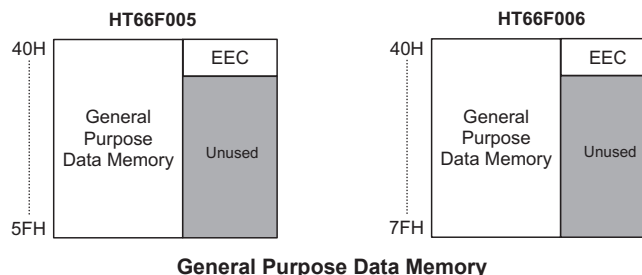 HT66F005
40H
EEC
General
Purpose
Data Memory
Unused
5FH
HT66F006
40H
EEC
General
Purpose
Data Memory
Unused
7FH
General Purpose Data Memory